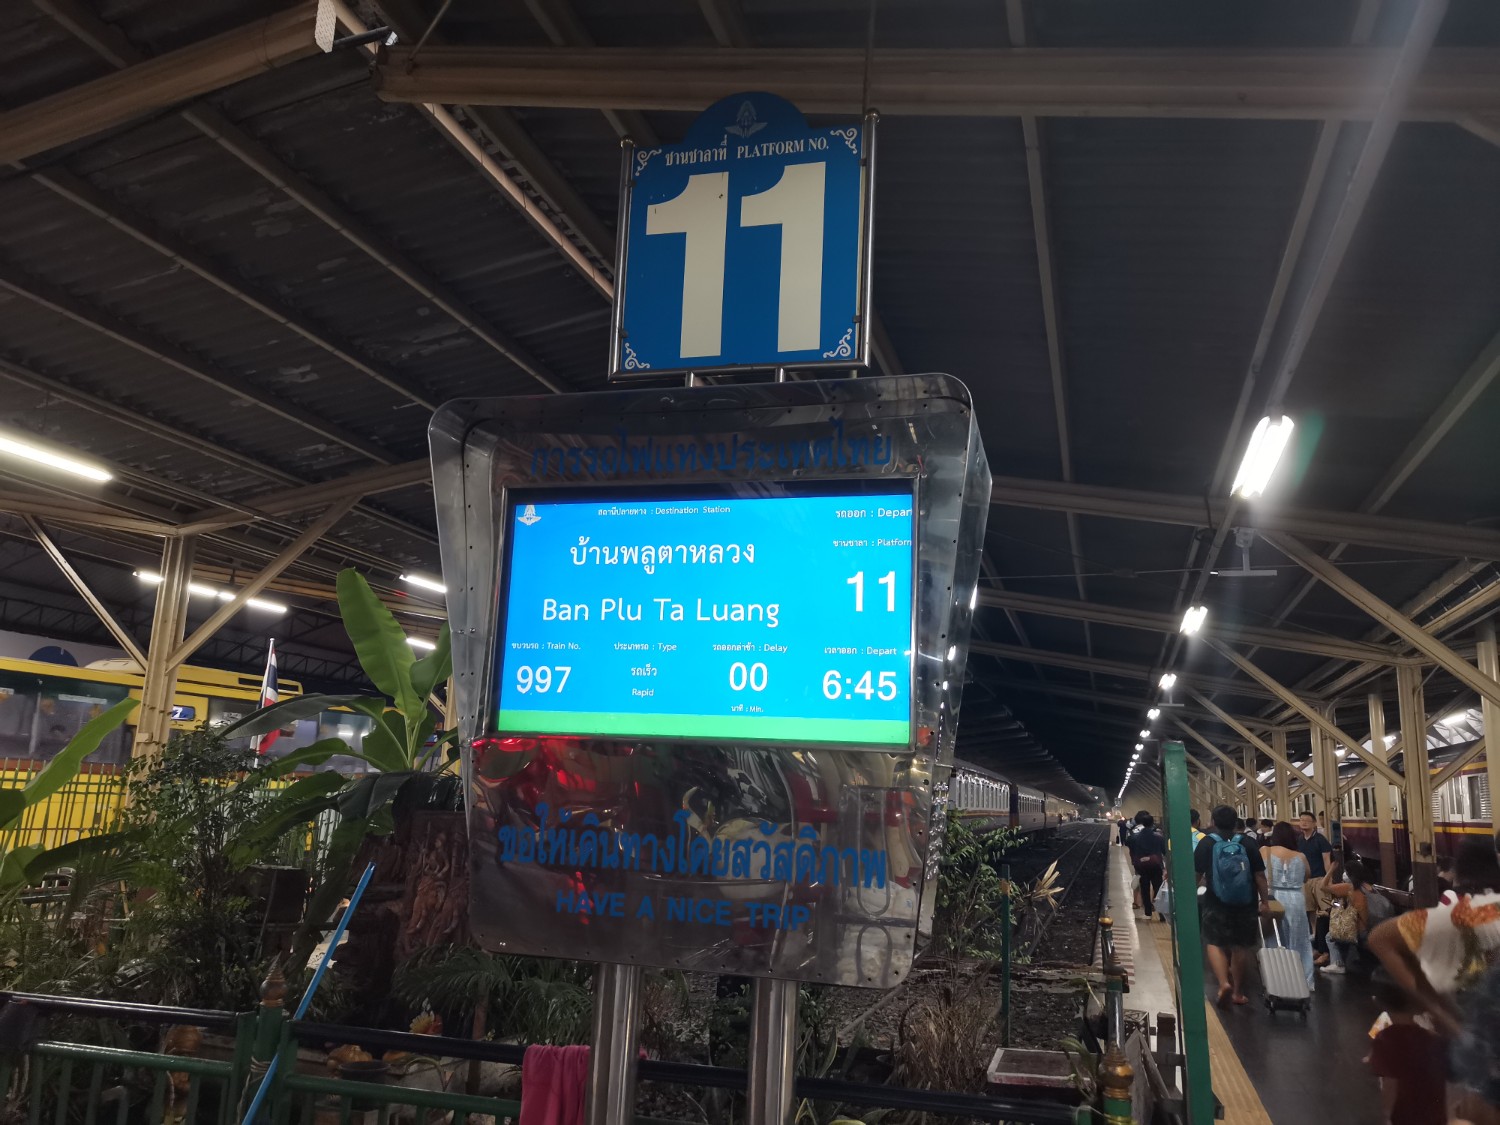 ชานชาลาที่ PLATFORM NO.
11
การรถไฟแห่งประเทศไทย
สถานีปลายทาง : Destination Station
รถออก : Depar
บ้านพลูตาหลวง
ชานชาลา : Platform
Ban Plu Ta Luang
11
ขบวนรถ : Train No.
ประเภทรถ : Type
รถออกล่าช้า : Delay
เวลาออก : Depart
997
รถเร็ว
Rapid
00
นาที : Min.
6:45
ขอให้เดินทางโดยสวัสดิภาพ
HAVE A NICE TRIP